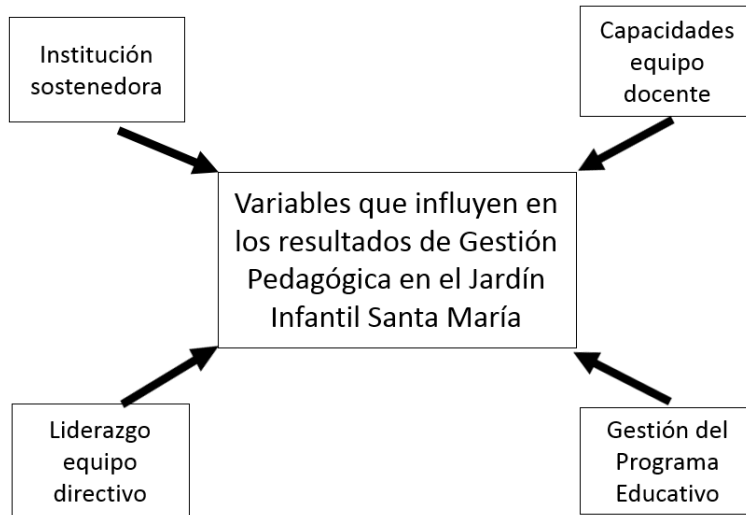 Institución
sostenedora
Capacidades
equipo
docente
Variables que influyen en
los resultados de Gestión
Pedagógica en el Jardín
Infantil Santa María
Liderazgo
equipo
directivo
Gestión del
Programa
Educativo